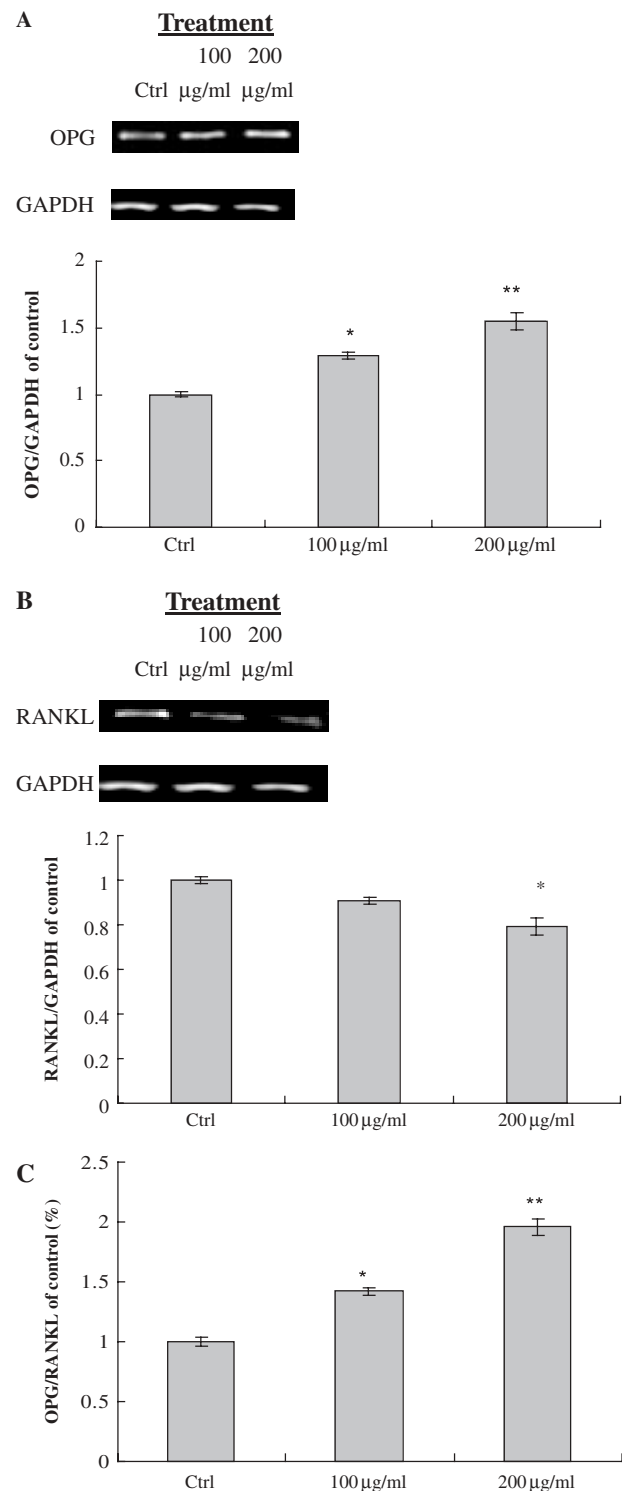 A
Treatment
100 200
Ctrl µg/ml µg/ml
OPG
GAPDH
OPG/GAPDH of control
2
1.5
1
0.5
0
*
**
Ctrl 100 µg/ml 200 µg/ml
B
Treatment
100 200
Ctrl µg/ml µg/ml
RANKL
GAPDH
RANKL/GAPDH of control
1.2
1
0.8
0.6
0.4
0.2
0
*
Ctrl 100 µg/ml 200 µg/ml
C
OPG/RANKL of control (%)
2.5
2
1.5
1
0.5
0
*
**
Ctrl 100 µg/ml 200 µg/ml